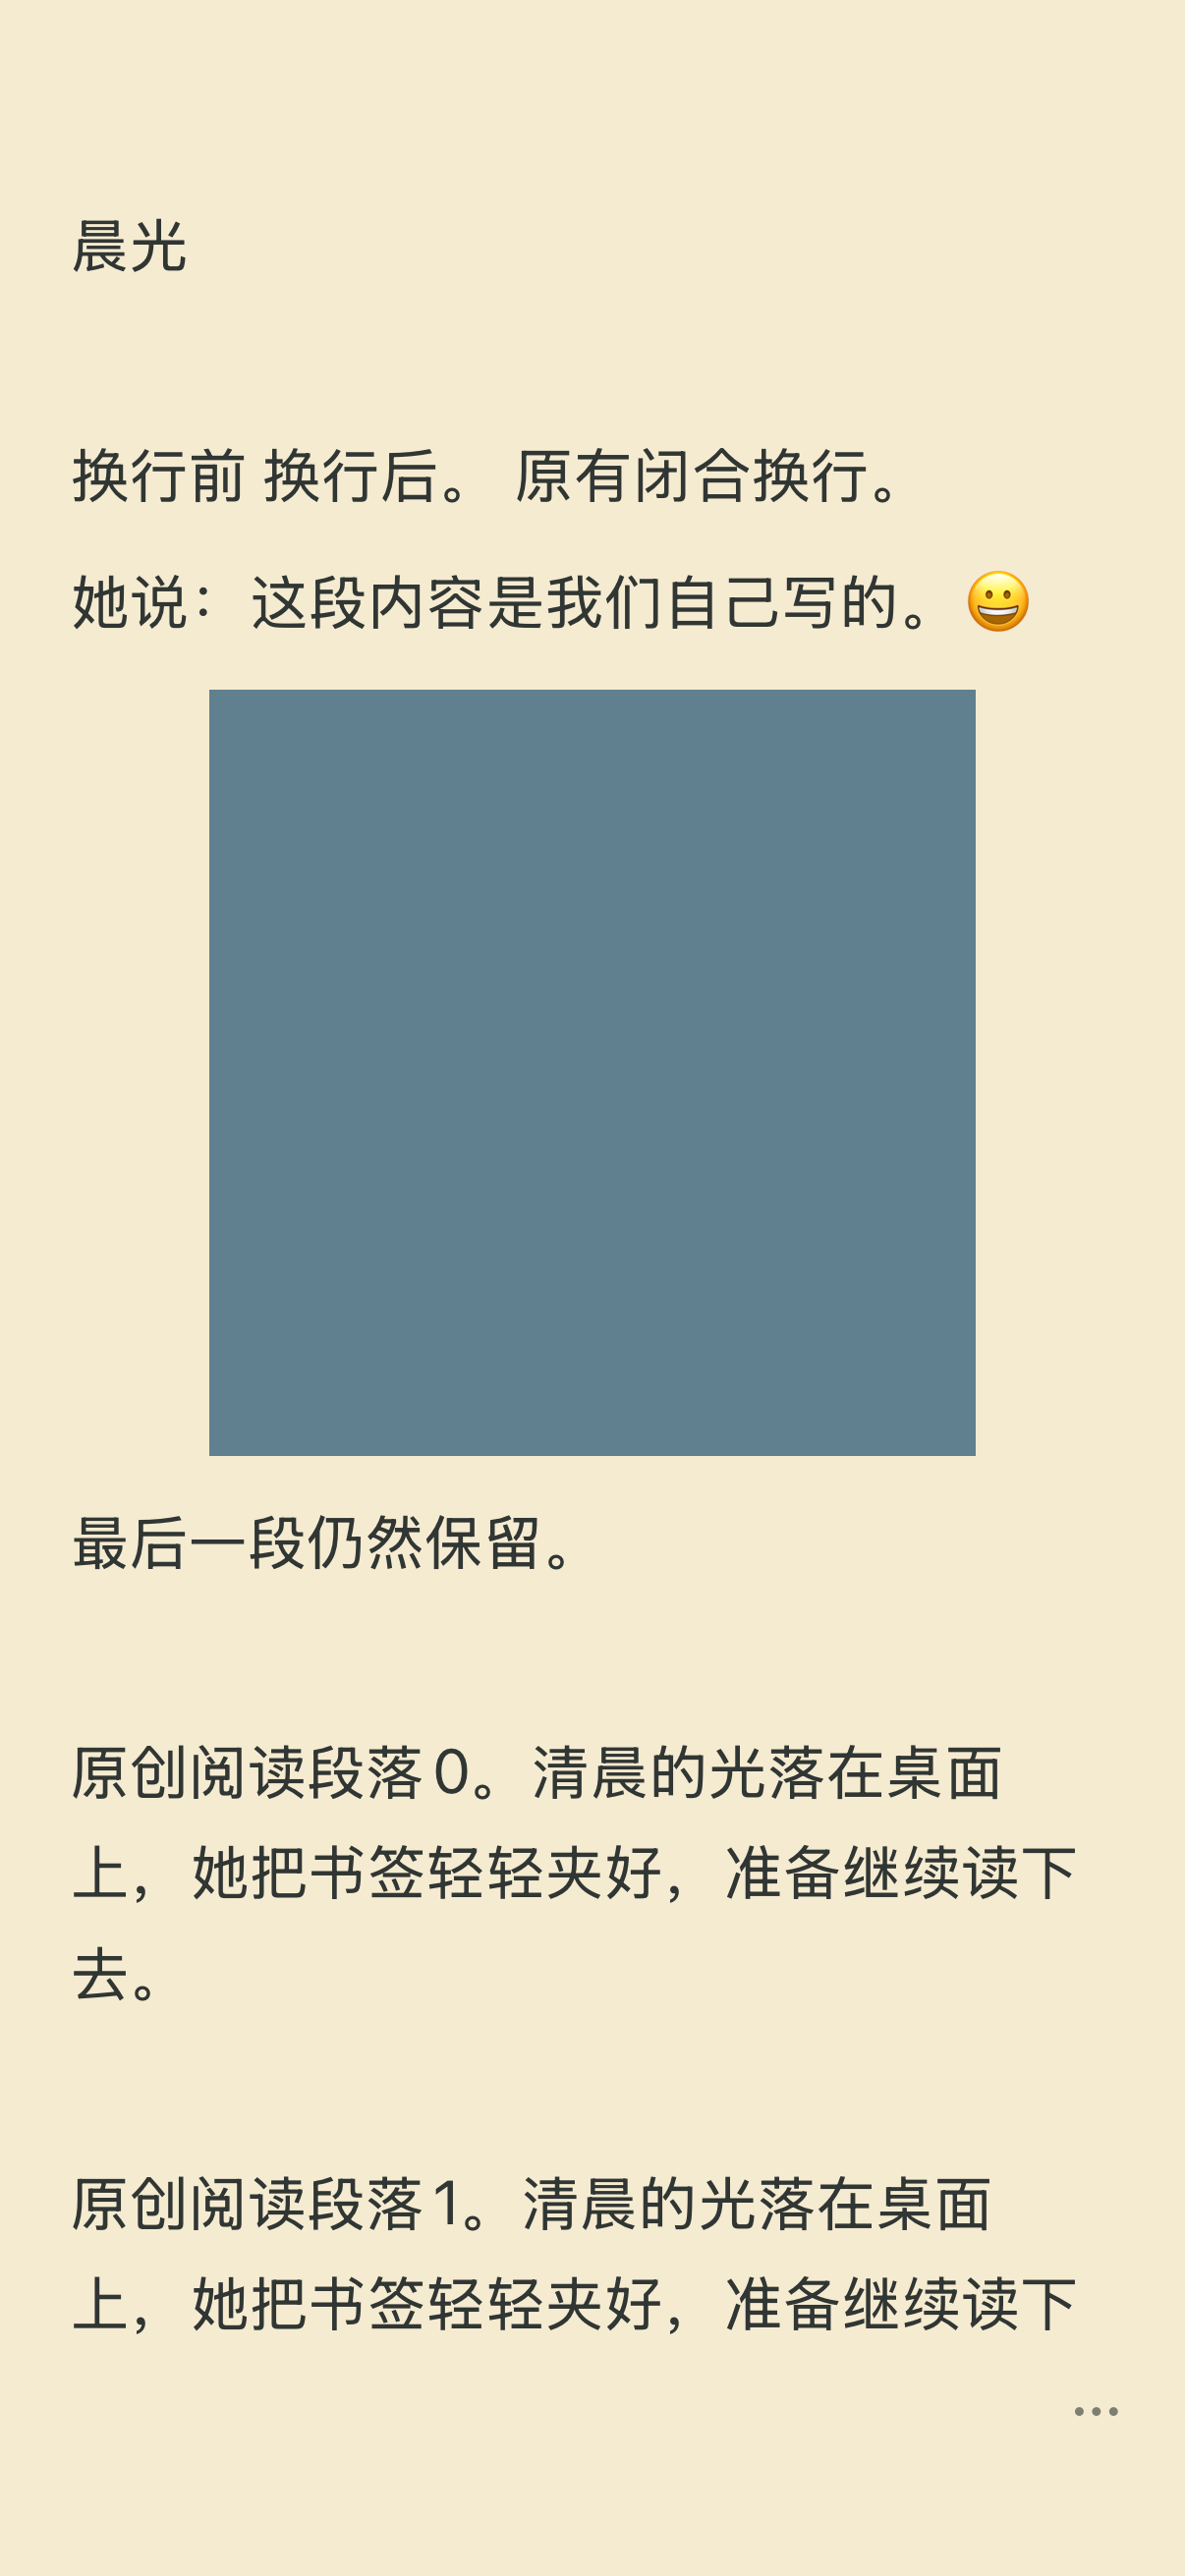 晨光
换行前 换行后。 原有闭合换行。
她说：这段内容是我们自己写的。😀
最后一段仍然保留。
原创阅读段落0。清晨的光落在桌面
上，她把书签轻轻夹好，准备继续读下
去。
原创阅读段落1。清晨的光落在桌面
上，她把书签轻轻夹好，准备继续读下